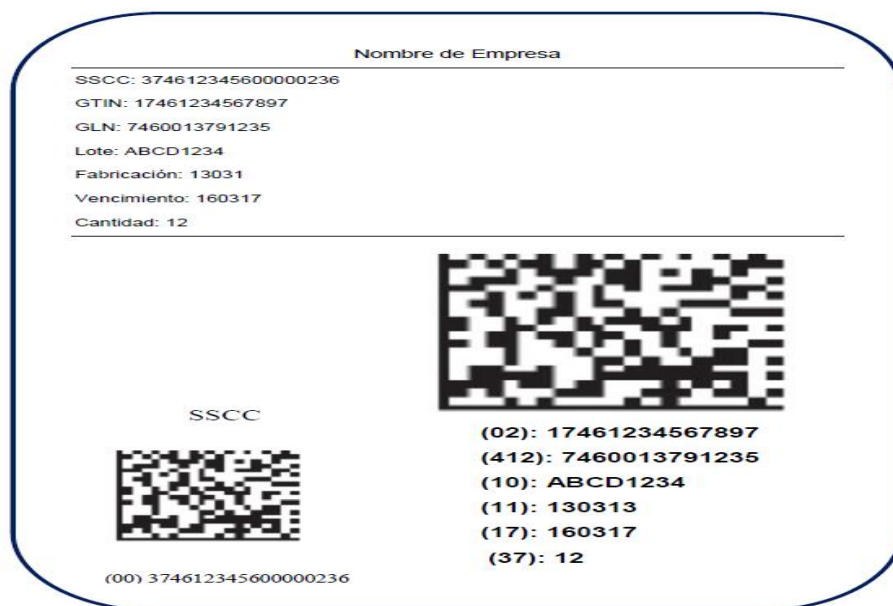 Nombre de Empresa
SSCC: 374612345600000236
GTIN: 17461234567897
GLN: 7460013791235
Lote: ABCD1234
Fabricación: 13031
Vencimiento: 160317
Cantidad: 12
SSCC
(00) 374612345600000236
(02): 17461234567897
(412): 7460013791235
(10): ABCD1234
(11): 130313
(17): 160317
(37): 12